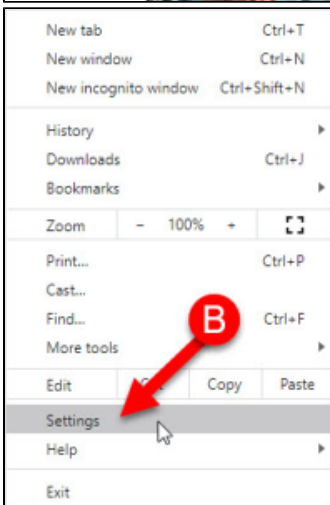 New tab Ctrl+T
New window Ctrl+N
New incognito window Ctrl+Shift+N
History
Downloads Ctrl+J
Bookmarks
Zoom - 100% +
Print... Ctrl+P
Cast...
Find... Ctrl+F
More tools
B
Edit Copy Paste
Settings
Help
Exit